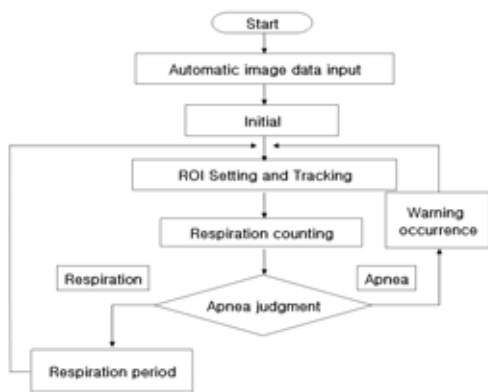 Start
Automatic image data input
Initial
ROI Setting and Tracking
Respiration counting
Warning
occurrence
Respiration
Apnea
Apnea judgment
Respiration period